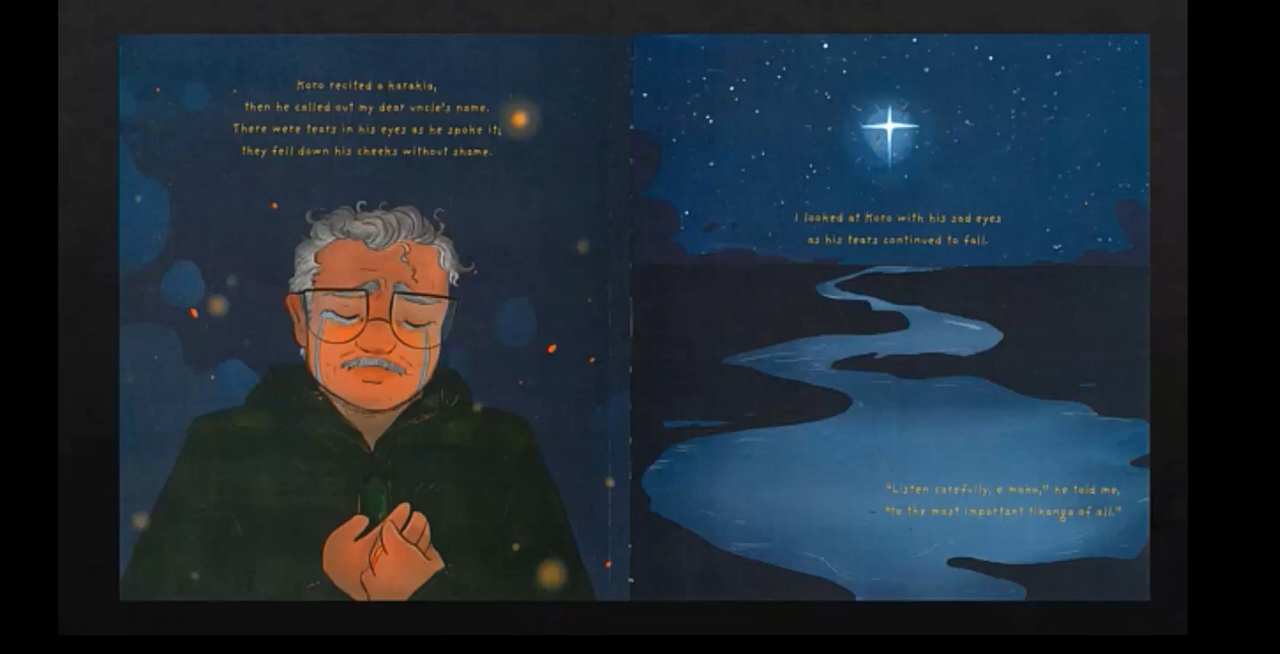 Koro recited a karakia,
then he called out my dear uncle's name.
There were tears in his eyes as he spoke it;
they fell down his cheeks without shame.
I looked at Koro with his sad eyes
as his tears continued to fall.
"Listen carefully, e moko," he told me,
"to the most important tikanga of all."